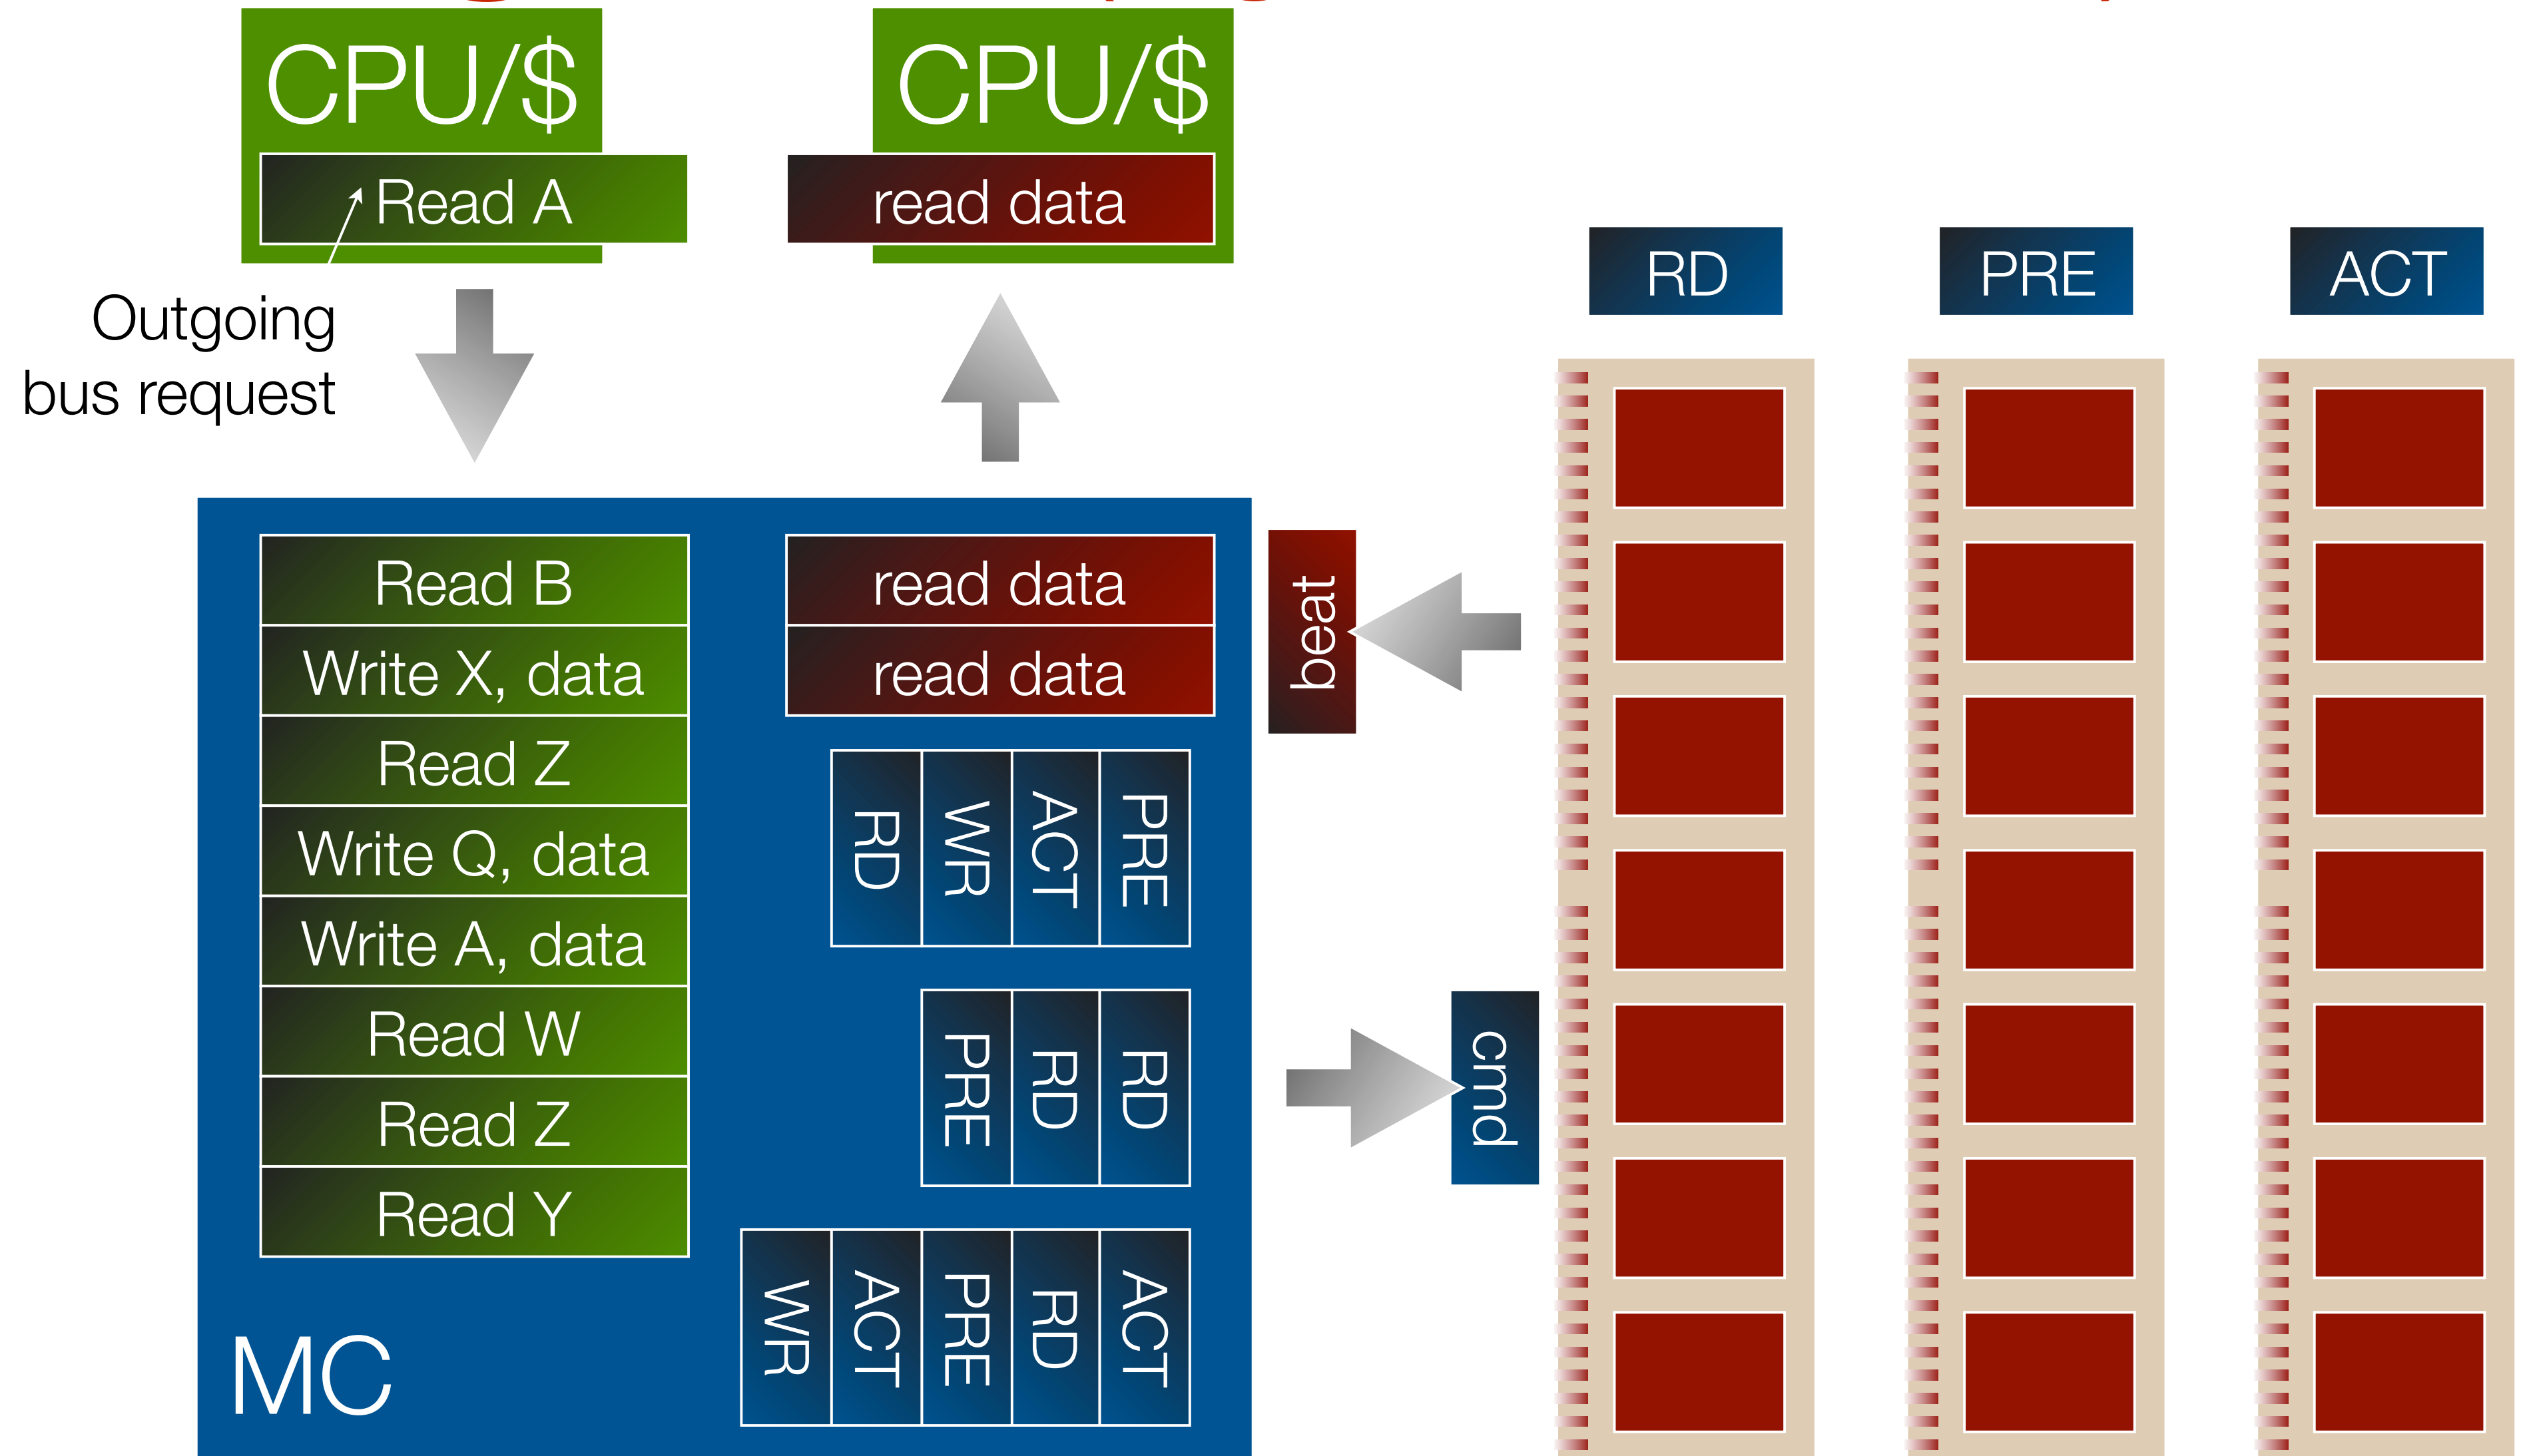 CPU/$
CPU/$
Read A
read data
Outgoing
bus request
RD
PRE
ACT
Read B
Write X, data
Read Z
Write Q, data
Write A, data
Read W
Read Z
Read Y
MC
read data
read data
beat
RD
WR
ACT
PRE
PRE
RD
RD
cmd
WR
ACT
PRE
RD
ACT